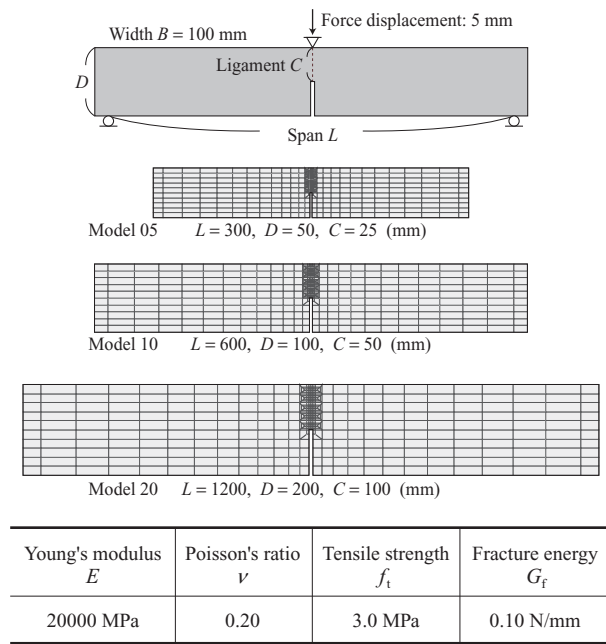 Force displacement: 5 mm
Width B = 100 mm
Ligament C
D
Span L
Model 05 L = 300, D = 50, C = 25 (mm)
Model 10 L = 600, D = 100, C = 50 (mm)
Model 20 L = 1200, D = 200, C = 100 (mm)
Young's modulus E Poisson's ratio ν Tensile strength f_t Fracture energy G_f
20000 MPa 0.20 3.0 MPa 0.10 N/mm